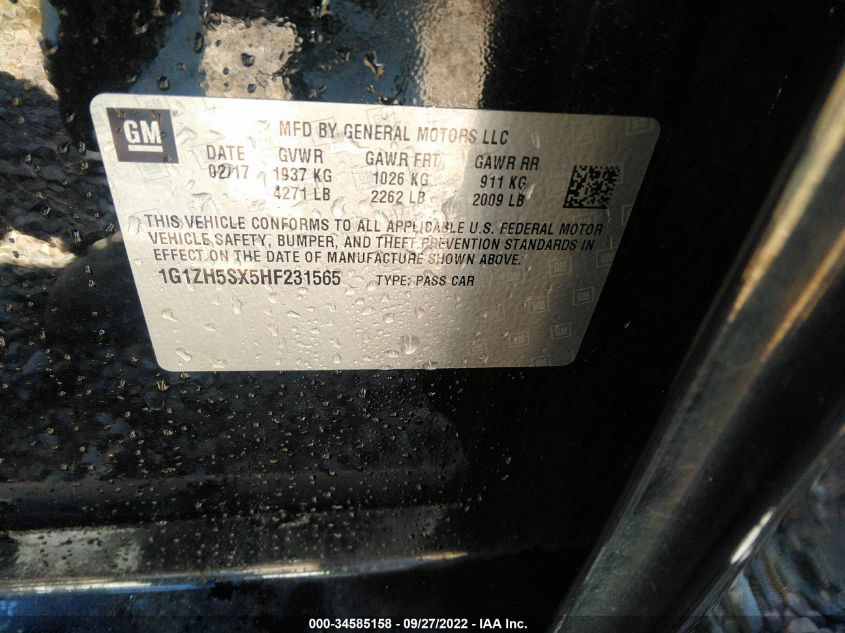 GM
MFD BY GENERAL MOTORS LLC
DATE GVWR GAWR FRT GAWR RR
02/17 1937 KG 1026 KG 911 KG
4271 LB 2262 LB 2009 LB
THIS VEHICLE CONFORMS TO ALL APPLICABLE U.S. FEDERAL MOTOR
VEHICLE SAFETY, BUMPER, AND THEFT PREVENTION STANDARDS IN
EFFECT ON THE DATE OF MANUFACTURE SHOWN ABOVE.
1G1ZH5SX5HF231565 TYPE: PASS CAR
000-34585158 - 09/27/2022 - IAA Inc.